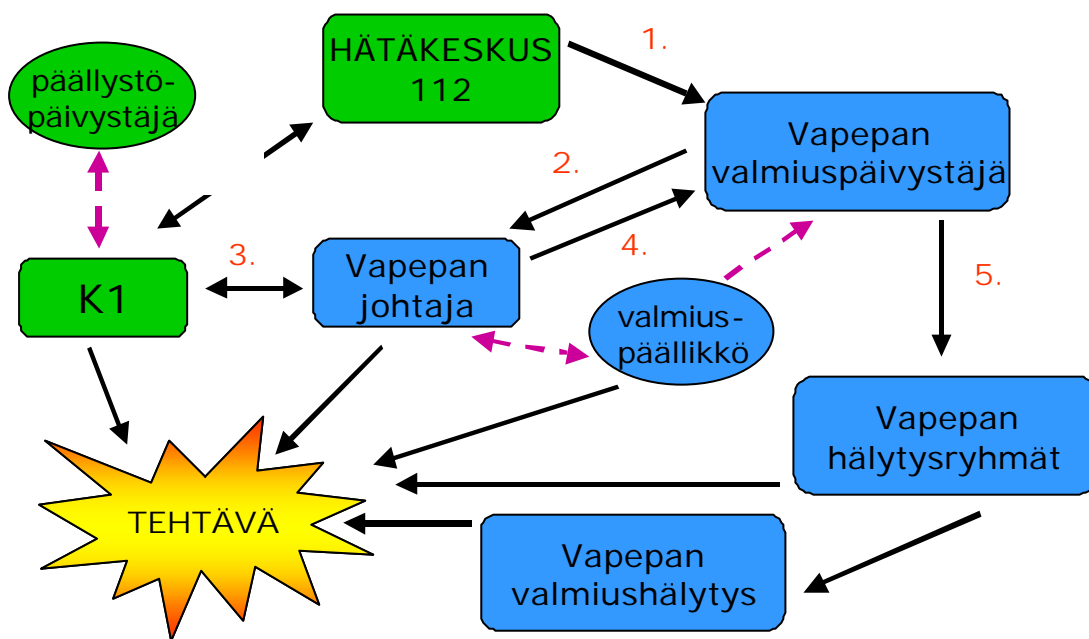 HÄTÄKESKUS
112
1.
päällystö-
päivystäjä
Vapepan
valmiuspäivystäjä
2.
3.
4.
5.
K1
Vapepan
johtaja
valmius-
päällikkö
Vapepan
hälytysryhmät
TEHTÄVÄ
Vapepan
valmiushälytys